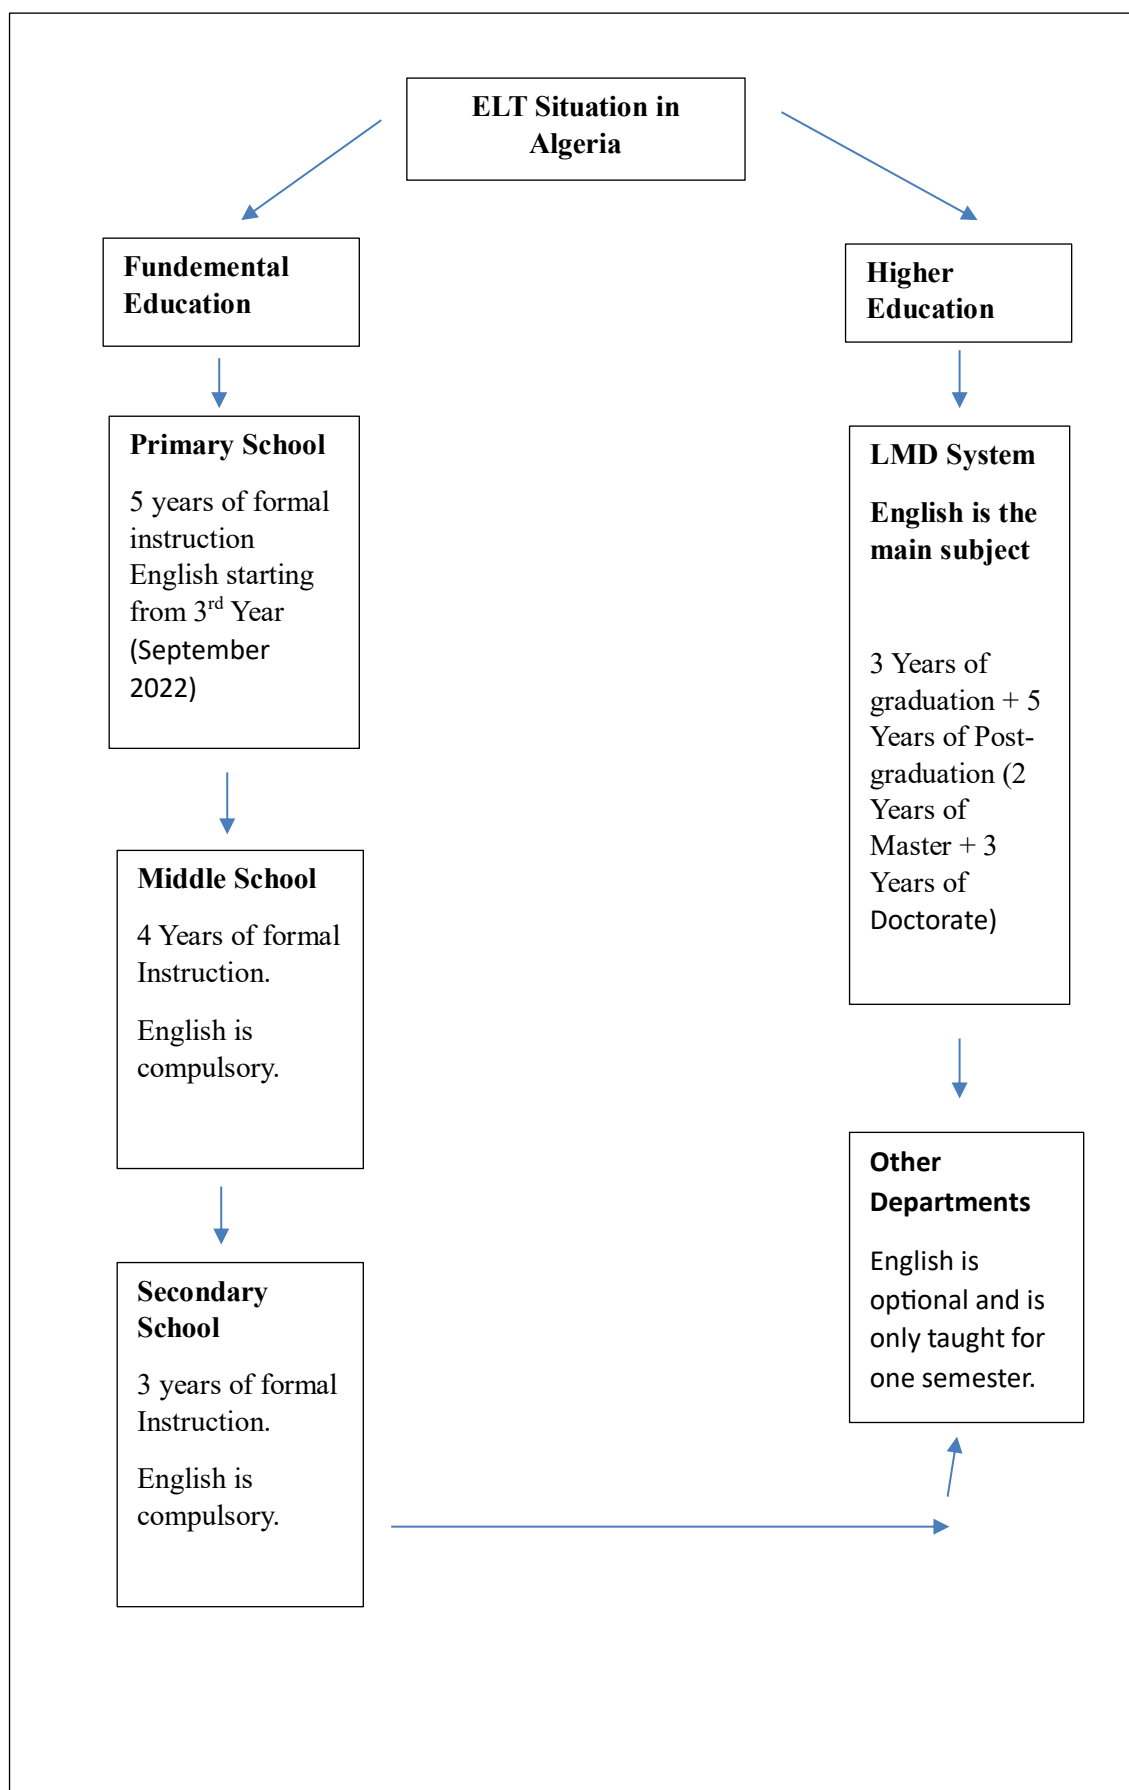 ELT Situation in
Algeria
Fundemental
Education
Primary School
5 years of formal
instruction
English starting
from 3rd Year
(September
2022)
Middle School
4 Years of formal
Instruction.
English is
compulsory.
Secondary
School
3 years of formal
Instruction.
English is
compulsory.
Higher
Education
LMD System
English is the
main subject
3 Years of
graduation + 5
Years of Post-
graduation (2
Years of
Master + 3
Years of
Doctorate)
Other
Departments
English is
optional and is
only taught for
one semester.